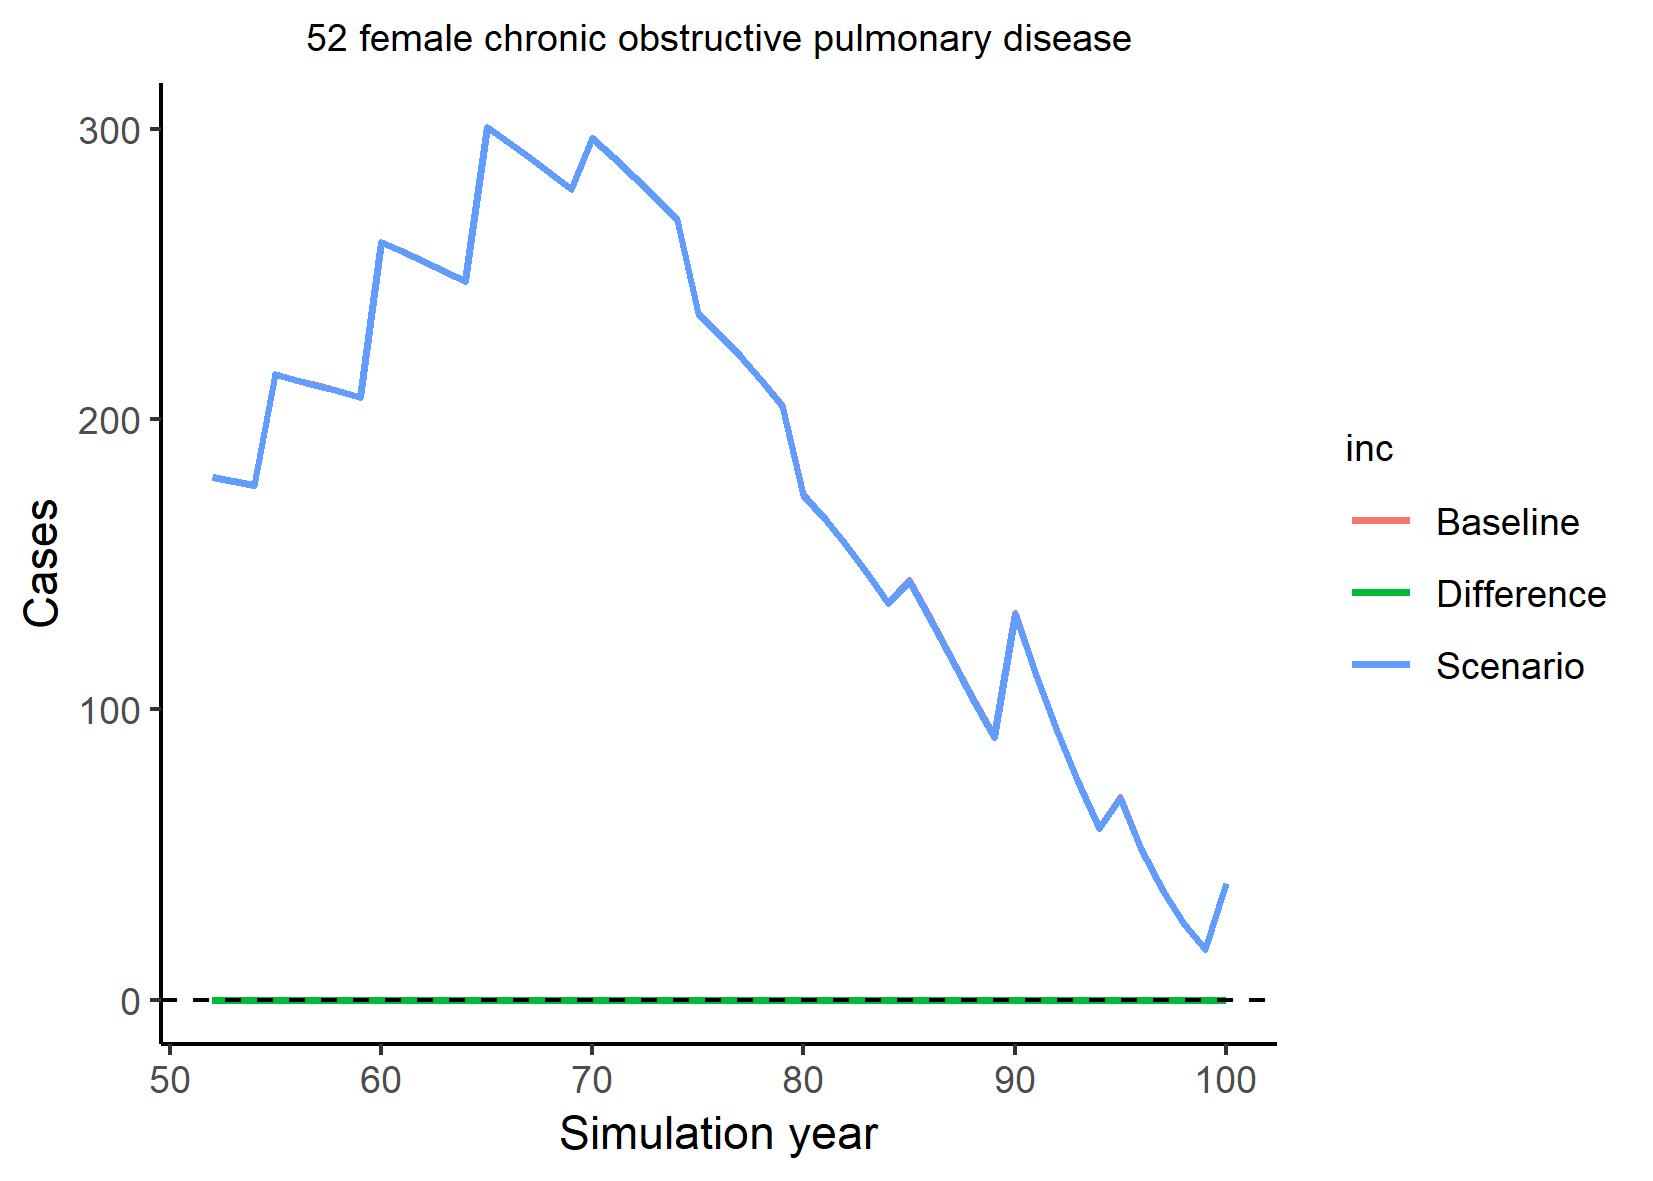 52 female chronic obstructive pulmonary disease
300
200
100
0
Cases
50 60 70 80 90 100
Simulation year
inc
Baseline
Difference
Scenario